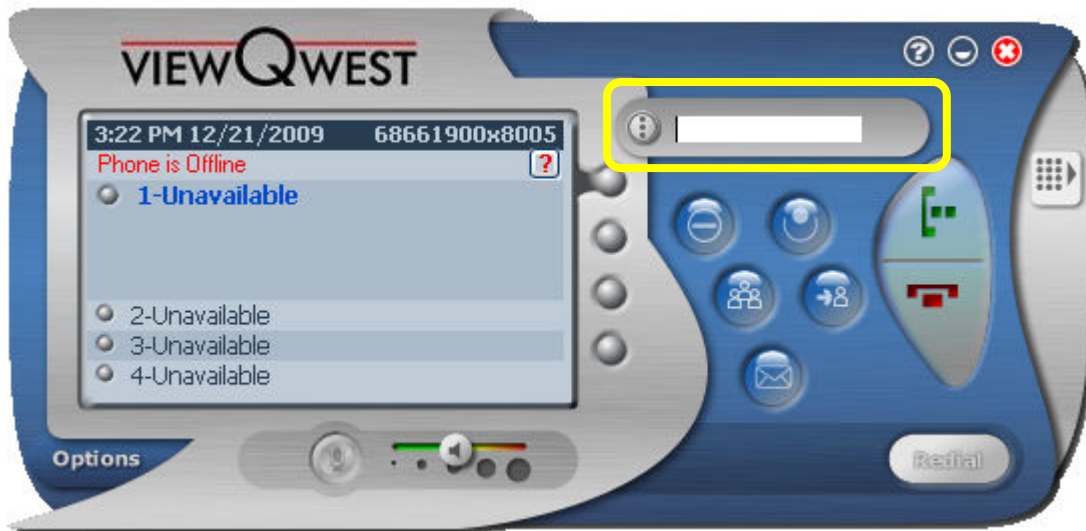 VIEWQWEST
3:22 PM 12/21/2009 68661900x8005
Phone is Offline ?
1-Unavailable
2-Unavailable
3-Unavailable
4-Unavailable
Options
?
Redial